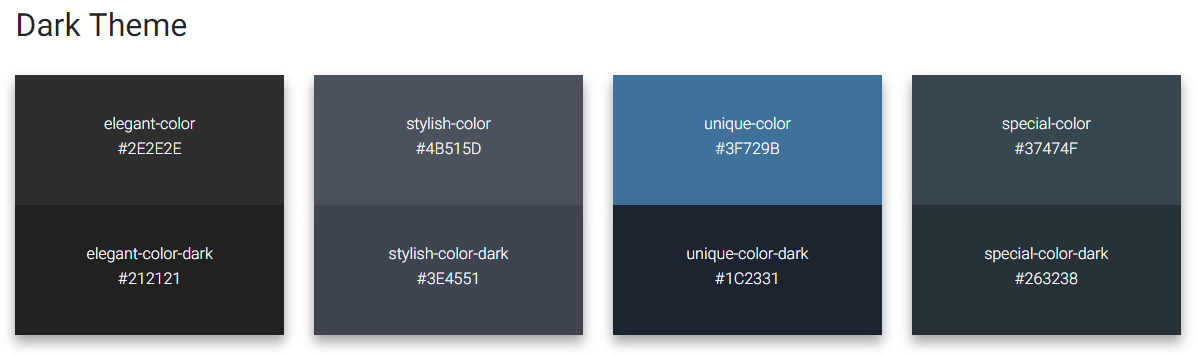 Dark Theme
elegant-color
#2E2E2E
elegant-color-dark
#212121
stylish-color
#4B515D
stylish-color-dark
#3E4551
unique-color
#3F729B
unique-color-dark
#1C2331
special-color
#37474F
special-color-dark
#263238